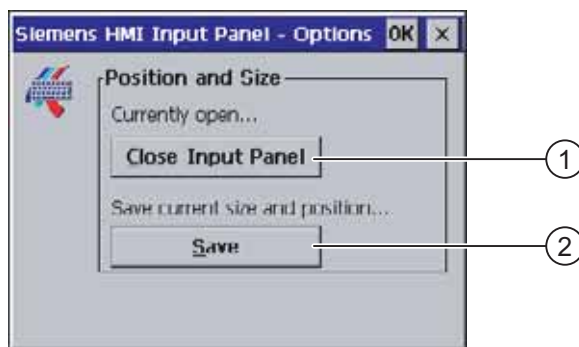 Siemens HMI Input Panel - Options OK ×
Position and Size
Currently open...
Close Input Panel
1
Save current size and position...
Save
2